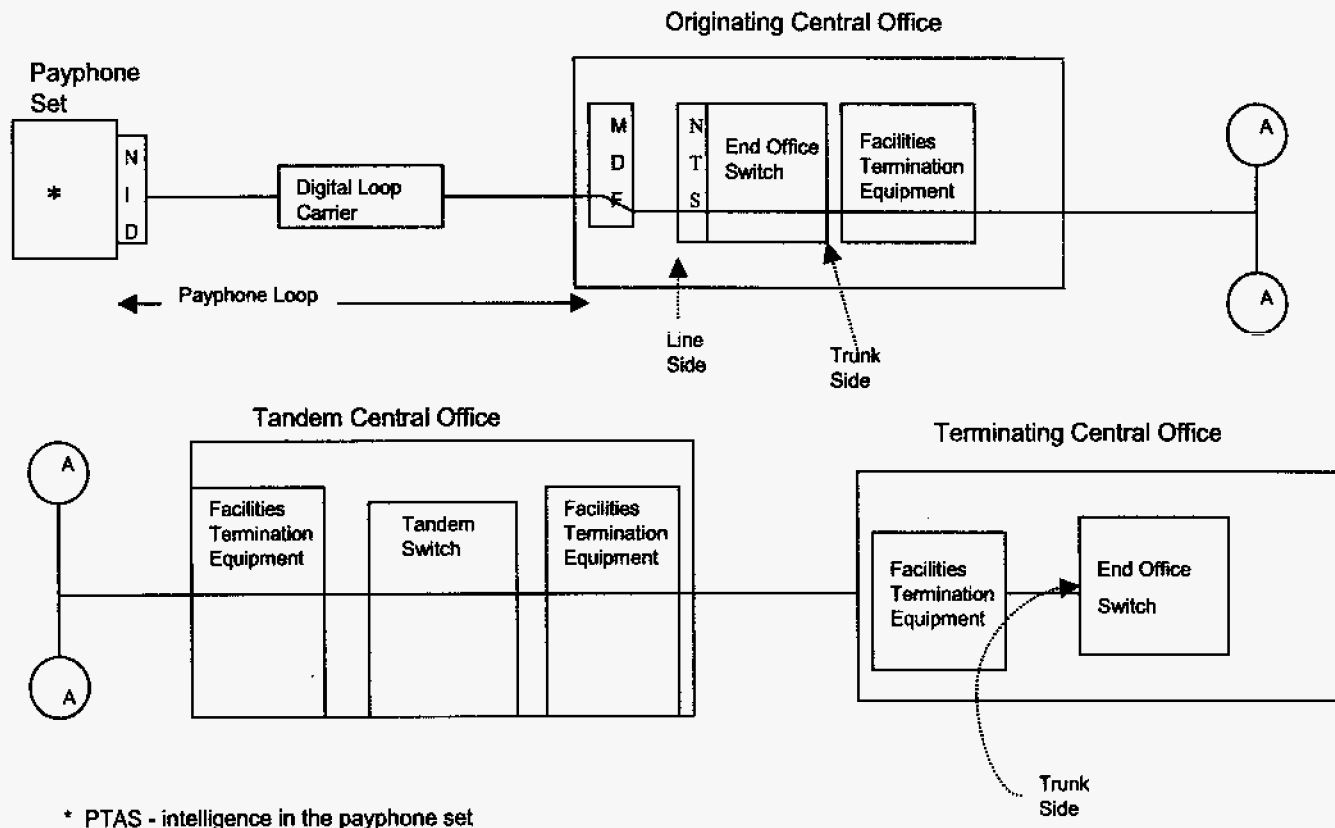 Originating Central Office
Payphone
Set
*
N
I
D
Digital Loop
Carrier
M
D
F
N
T
S
End Office
Switch
Facilities
Termination
Equipment
A
A
Payphone Loop
Line
Side
Trunk
Side
Tandem Central Office
Terminating Central Office
A
A
Facilities
Termination
Equipment
Tandem
Switch
Facilities
Termination
Equipment
Facilities
Termination
Equipment
End Office
Switch
Trunk
Side
* PTAS - intelligence in the payphone set